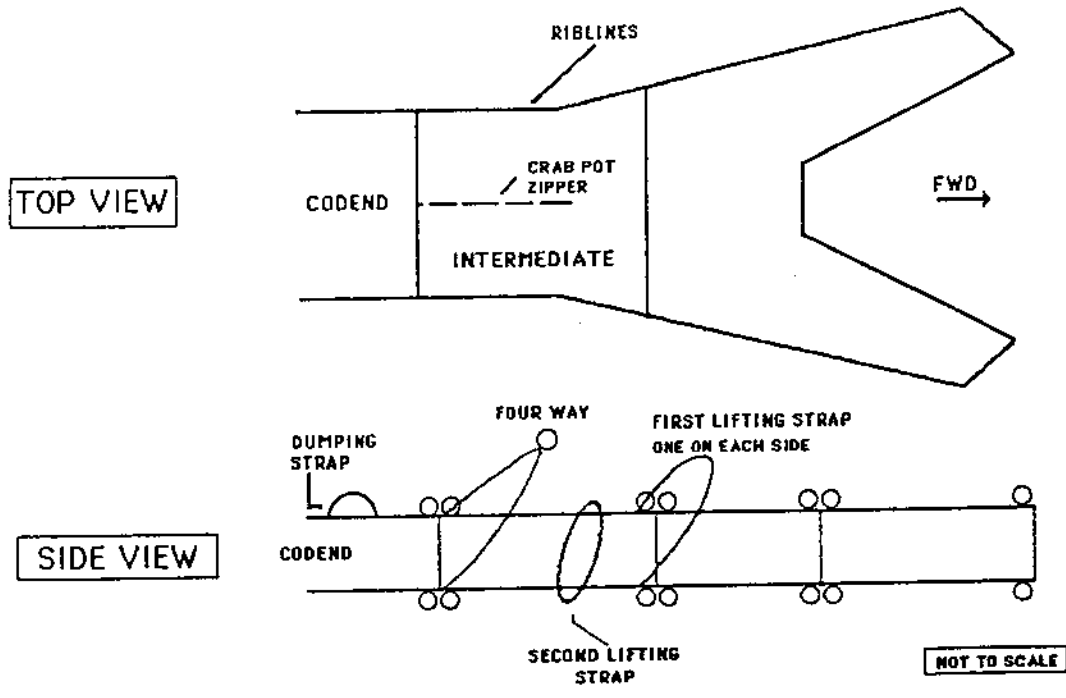 RIBLINES
TOP VIEW
CODEND
CRAB POT
ZIPPER
INTERMEDIATE
FWD
DUMPING
STRAP
FOUR WAY
FIRST LIFTING STRAP
ONE ON EACH SIDE
SIDE VIEW
CODEND
SECOND LIFTING
STRAP
NOT TO SCALE